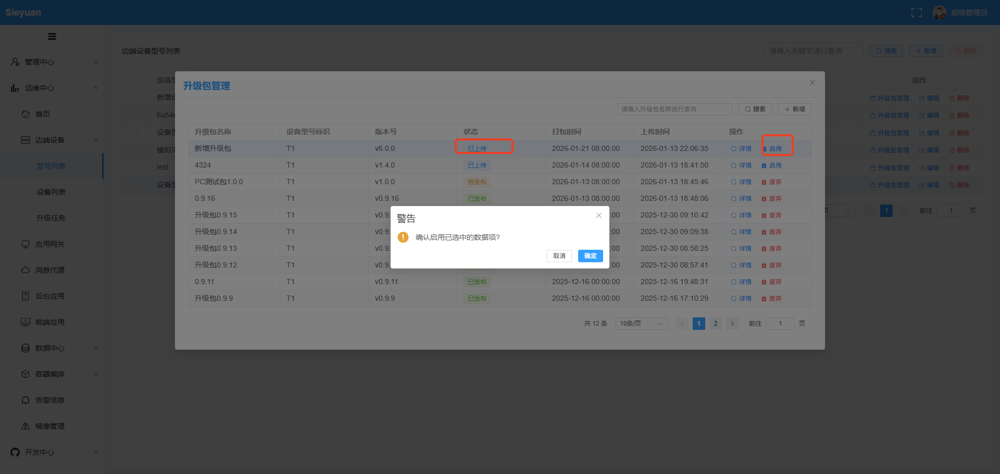 Sieyuan
超级管理员
管理中心
运维中心
首页
边端设备
型号列表
设备列表
升级任务
应用网关
消息代理
后台应用
前端应用
数据中心
容器编排
告警信息
镜像管理
开发中心
边端设备型号列表
请输入关键字进行查询 搜索 新增 删除
设备型 操作
新增设 升级包管理 编辑 删除
6u54e 升级包管理 编辑 删除
设备型 升级包管理 编辑 删除
模拟采 升级包管理 编辑 删除
test 升级包管理 编辑 删除
设备型 升级包管理 编辑 删除
页 1 前往 1 页
升级包管理
请输入升级包名称进行查询 搜索 新增
升级包名称 设备型号标识 版本号 状态 打包时间 上传时间 操作
新增升级包 T1 v6.0.0 已上传 2026-01-21 08:00:00 2026-01-13 22:06:35 详情 启用
4324 T1 v1.4.0 已上传 2026-01-14 08:00:00 2026-01-13 18:41:50 详情 启用
PC测试包1.0.0 T1 v1.0.0 待发布 2026-01-13 08:00:00 2026-01-13 18:45:46 详情 废弃
0.9.16 T1 v0.9.16 已发布 2026-01-13 08:00:00 2026-01-13 18:48:06 详情 废弃
升级包0.9.15 T1 v0.9. :00 2025-12-30 09:10:42 详情 废弃
升级包0.9.14 T1 v0.9. :00 2025-12-30 09:09:38 详情 废弃
升级包0.9.13 T1 v0.9. :00 2025-12-30 08:58:25 详情 废弃
升级包0.9.12 T1 v0.9. :00 2025-12-30 08:57:41 详情 废弃
0.9.11 T1 v0.9.11 已发布 2025-12-16 00:00:00 2025-12-16 19:48:31 详情 废弃
升级包0.9.9 T1 v0.9.9 已发布 2025-12-16 00:00:00 2025-12-16 17:10:29 详情 废弃
共 12 条 10条/页 1 2 前往 1 页
警告
确认启用已选中的数据项?
取消 确定